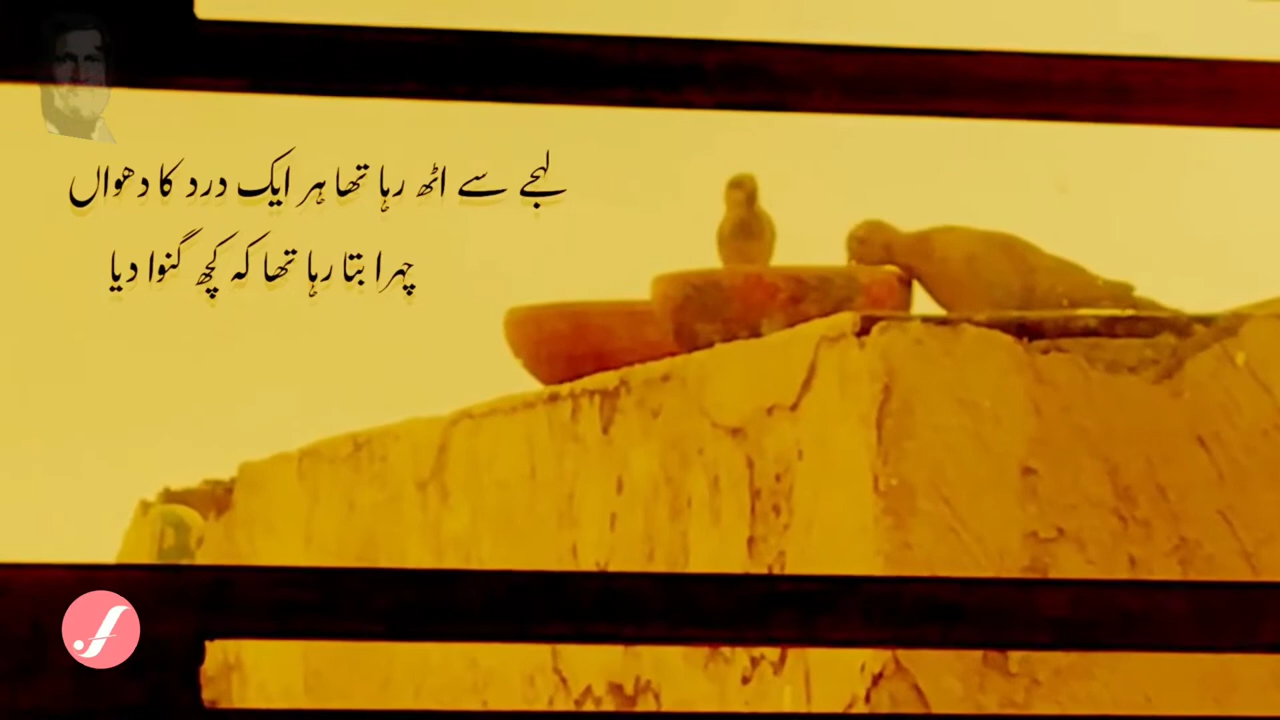 لہجے سے اٹھ رہا تھا ہر ایک درد کا دھواں
چہرا بتا رہا تھا کہ کچھ گنوا دیا